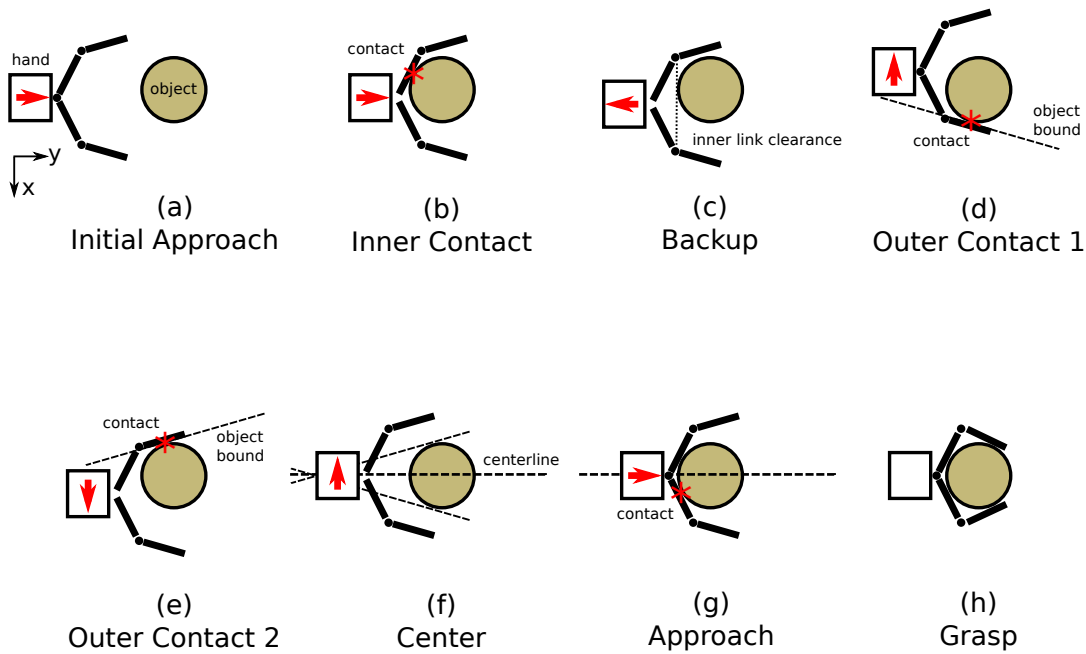 hand
object
y
x
(a)
Initial Approach
contact
(b)
Inner Contact
inner link clearance
(c)
Backup
object
bound
contact
(d)
Outer Contact 1
contact
object
bound
(e)
Outer Contact 2
centerline
(f)
Center
contact
(g)
Approach
(h)
Grasp